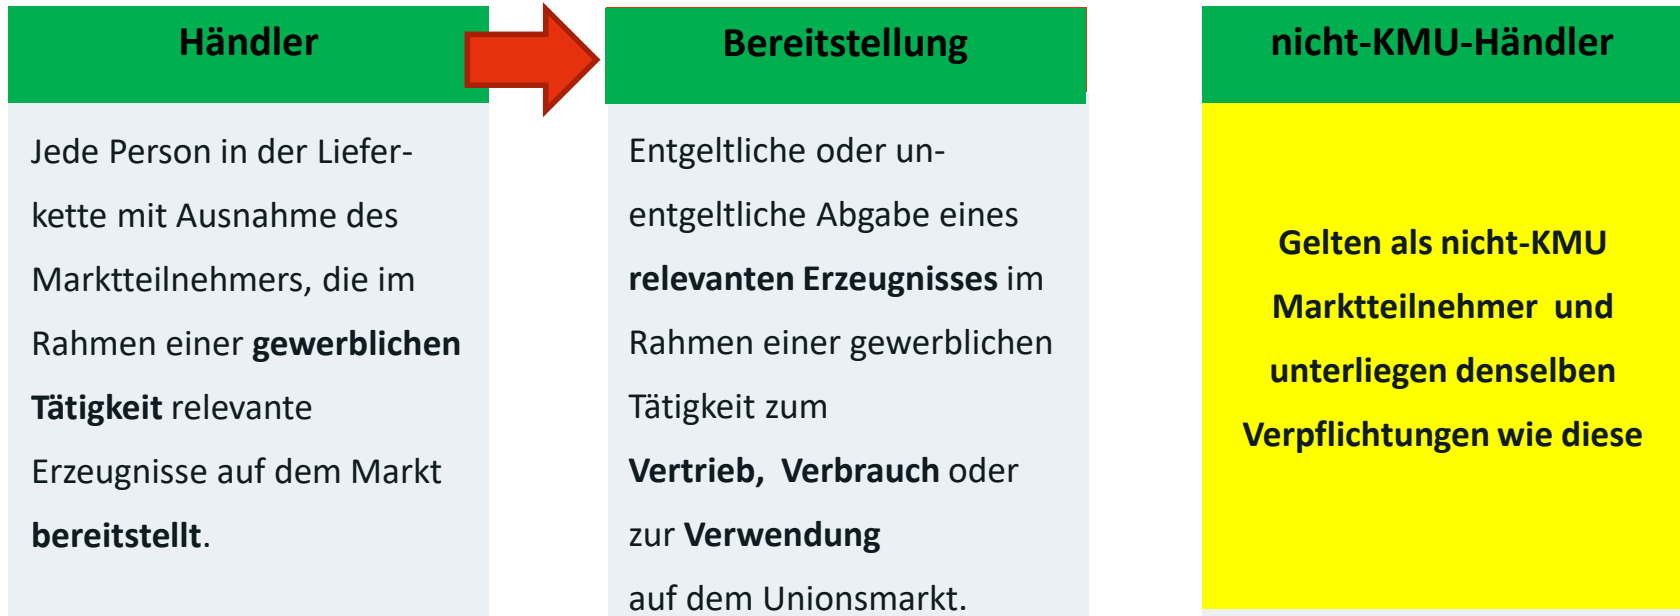 Händler
Jede Person in der Liefer-
kette mit Ausnahme des
Marktteilnehmers, die im
Rahmen einer gewerblichen
Tätigkeit relevante
Erzeugnisse auf dem Markt
bereitstellt.
Bereitstellung
Entgeltliche oder un-
entgeltliche Abgabe eines
relevanten Erzeugnisses im
Rahmen einer gewerblichen
Tätigkeit zum
Vertrieb, Verbrauch oder
zur Verwendung
auf dem Unionsmarkt.
nicht-KMU-Händler
Gelten als nicht-KMU
Marktteilnehmer und
unterliegen denselben
Verpflichtungen wie diese